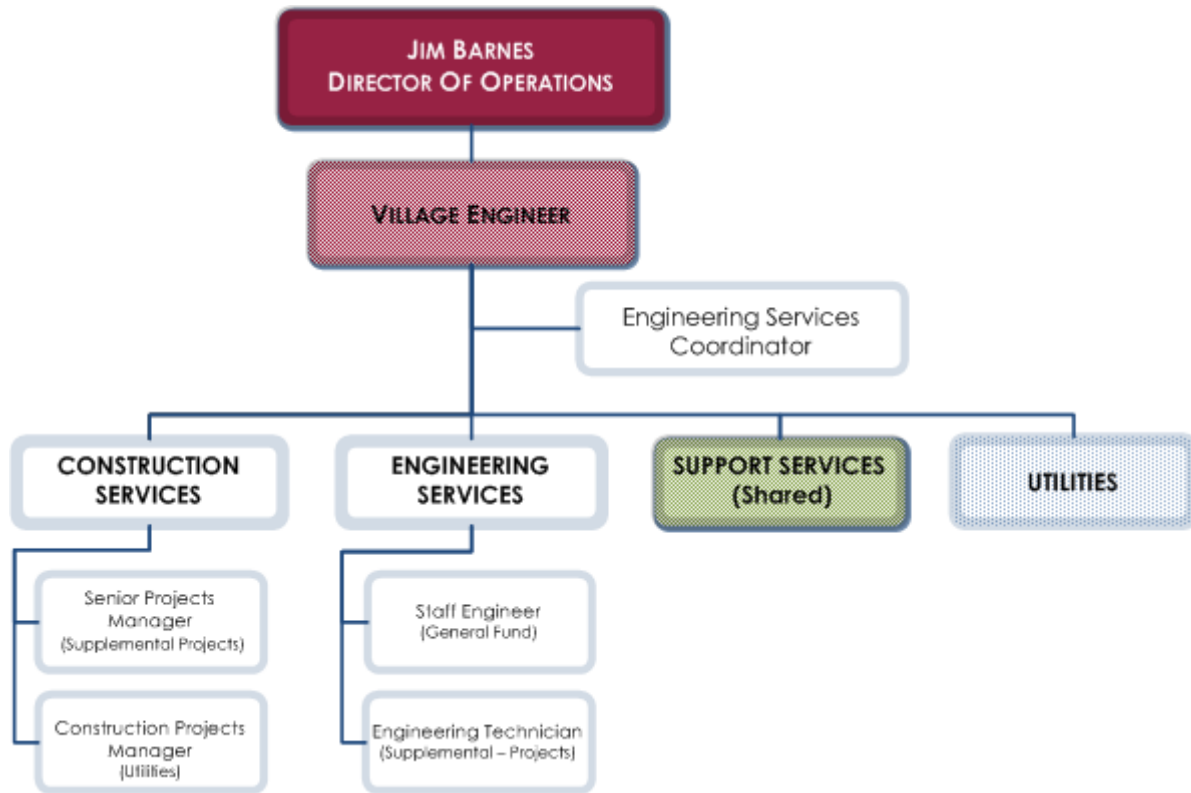 JIM BARNES
DIRECTOR OF OPERATIONS
VILLAGE ENGINEER
Engineering Services
Coordinator
CONSTRUCTION
SERVICES
ENGINEERING
SERVICES
SUPPORT SERVICES
(Shared)
UTILITIES
Senior Projects
Manager
(Supplemental Projects)
Staff Engineer
(General Fund)
Construction Projects
Manager
(Utilities)
Engineering Technician
(Supplemental – Projects)